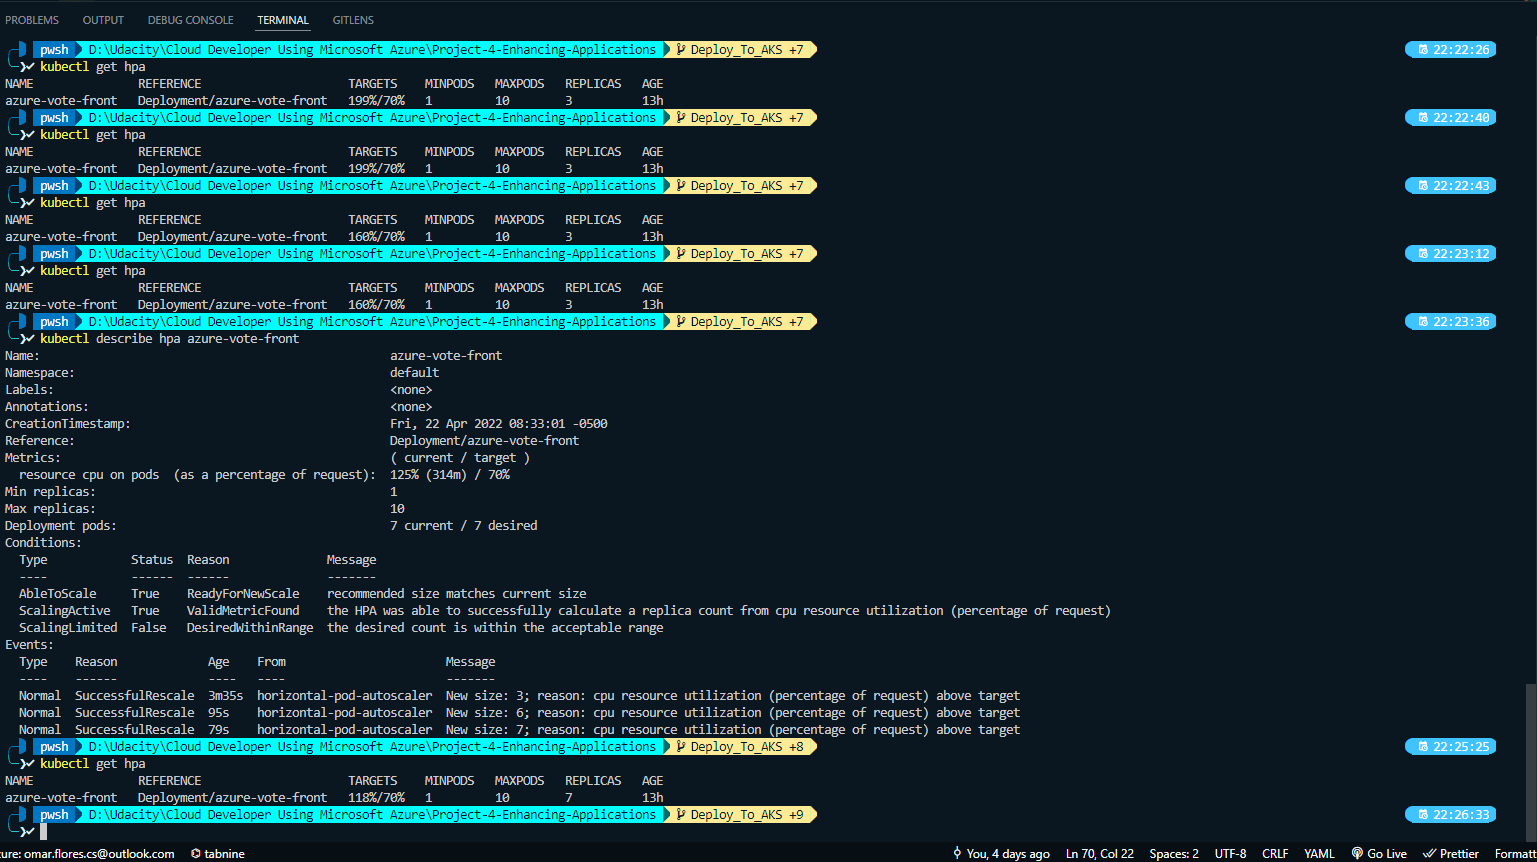 PROBLEMS OUTPUT DEBUG CONSOLE TERMINAL GITLENS
pwsh D:\Udacity\Cloud Developer Using Microsoft Azure\Project-4-Enhancing-Applications Deploy_To_AKS +7 22:22:26
kubectl get hpa
NAME REFERENCE TARGETS MINPODS MAXPODS REPLICAS AGE
azure-vote-front Deployment/azure-vote-front 199%/70% 1 10 3 13h
pwsh D:\Udacity\Cloud Developer Using Microsoft Azure\Project-4-Enhancing-Applications Deploy_To_AKS +7 22:22:40
kubectl get hpa
NAME REFERENCE TARGETS MINPODS MAXPODS REPLICAS AGE
azure-vote-front Deployment/azure-vote-front 199%/70% 1 10 3 13h
pwsh D:\Udacity\Cloud Developer Using Microsoft Azure\Project-4-Enhancing-Applications Deploy_To_AKS +7 22:22:43
kubectl get hpa
NAME REFERENCE TARGETS MINPODS MAXPODS REPLICAS AGE
azure-vote-front Deployment/azure-vote-front 160%/70% 1 10 3 13h
pwsh D:\Udacity\Cloud Developer Using Microsoft Azure\Project-4-Enhancing-Applications Deploy_To_AKS +7 22:23:12
kubectl get hpa
NAME REFERENCE TARGETS MINPODS MAXPODS REPLICAS AGE
azure-vote-front Deployment/azure-vote-front 160%/70% 1 10 3 13h
pwsh D:\Udacity\Cloud Developer Using Microsoft Azure\Project-4-Enhancing-Applications Deploy_To_AKS +7 22:23:36
kubectl describe hpa azure-vote-front
Name: azure-vote-front
Namespace: default
Labels: <none>
Annotations: <none>
CreationTimestamp: Fri, 22 Apr 2022 08:33:01 -0500
Reference: Deployment/azure-vote-front
Metrics: ( current / target )
resource cpu on pods (as a percentage of request): 125% (314m) / 70%
Min replicas: 1
Max replicas: 10
Deployment pods: 7 current / 7 desired
Conditions:
Type Status Reason Message
---- ------ ------ -------
AbleToScale True ReadyForNewScale recommended size matches current size
ScalingActive True ValidMetricFound the HPA was able to successfully calculate a replica count from cpu resource utilization (percentage of request)
ScalingLimited False DesiredWithinRange the desired count is within the acceptable range
Events:
Type Reason Age From Message
---- ------ ---- ---- -------
Normal SuccessfulRescale 3m35s horizontal-pod-autoscaler New size: 3; reason: cpu resource utilization (percentage of request) above target
Normal SuccessfulRescale 95s horizontal-pod-autoscaler New size: 6; reason: cpu resource utilization (percentage of request) above target
Normal SuccessfulRescale 79s horizontal-pod-autoscaler New size: 7; reason: cpu resource utilization (percentage of request) above target
pwsh D:\Udacity\Cloud Developer Using Microsoft Azure\Project-4-Enhancing-Applications Deploy_To_AKS +8 22:25:25
kubectl get hpa
NAME REFERENCE TARGETS MINPODS MAXPODS REPLICAS AGE
azure-vote-front Deployment/azure-vote-front 118%/70% 1 10 7 13h
pwsh D:\Udacity\Cloud Developer Using Microsoft Azure\Project-4-Enhancing-Applications Deploy_To_AKS +9 22:26:33
ure: omar.flores.cs@outlook.com tabnine You, 4 days ago Ln 70, Col 22 Spaces: 2 UTF-8 CRLF YAML Go Live Prettier Formatt